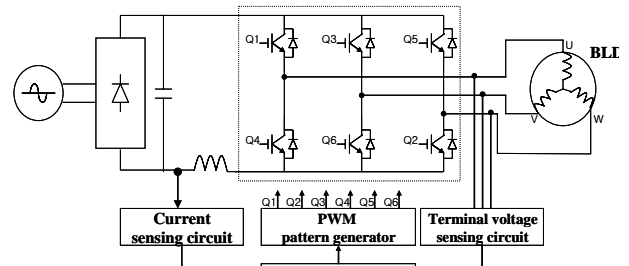 Q1 Q3 Q5
U
BLD
Q4 Q6 Q2
V W
Q1 Q2 Q3 Q4 Q5 Q6
Current
sensing circuit
PWM
pattern generator
Terminal voltage
sensing circuit